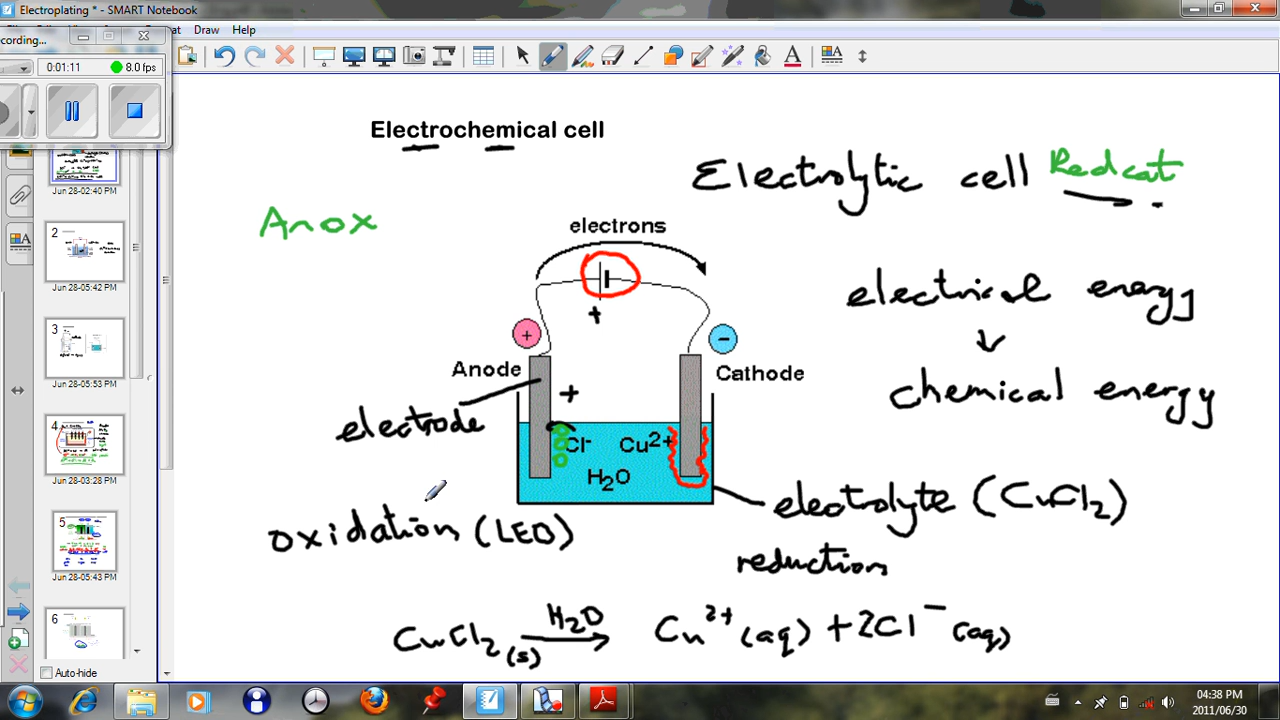 Electroplating * - SMART Notebook
Draw Help
cording...
0:01:11 8.0 fps
Jun 28-02:40 PM
2
Jun 28-05:42 PM
3
Jun 28-05:53 PM
4
Jun 28-03:28 PM
5
Jun 28-05:43 PM
6
Auto-hide
Electrochemical cell
Electrolytic cell Redcat
Anox
electrons
+
+ −
Anode Cathode
+
electrical energy
↓
chemical energy
electrode
Cl- Cu2+
H2O
electrolyte (CuCl2)
oxidation (LEO)
reduction
CuCl2(s) H2O → Cu2+(aq) + 2Cl−(aq)
04:38 PM
2011/06/30